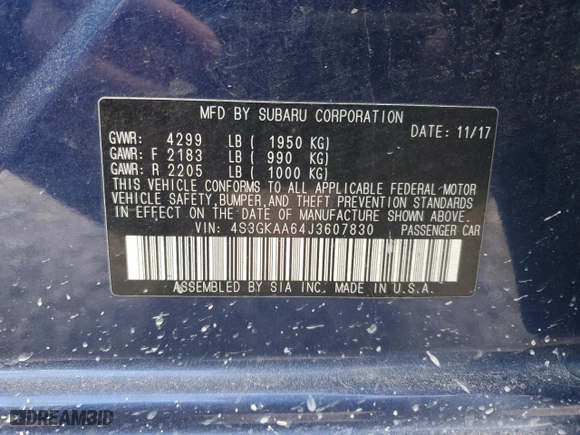 MFD BY SUBARU CORPORATION
GVWR: 4299 LB ( 1950 KG) DATE: 11/17
GAWR: F 2183 LB ( 990 KG)
GAWR: R 2205 LB ( 1000 KG)
THIS VEHICLE CONFORMS TO ALL APPLICABLE FEDERAL-MOTOR
VEHICLE SAFETY, BUMPER, AND THEFT PREVENTION STANDARDS
IN EFFECT ON THE DATE OF MANUFACTURE SHOWN ABOVE.
VIN: 4S3GKAA64J3607830 PASSENGER CAR
ASSEMBLED BY SIA INC. MADE IN U.S.A.
DREAMBID